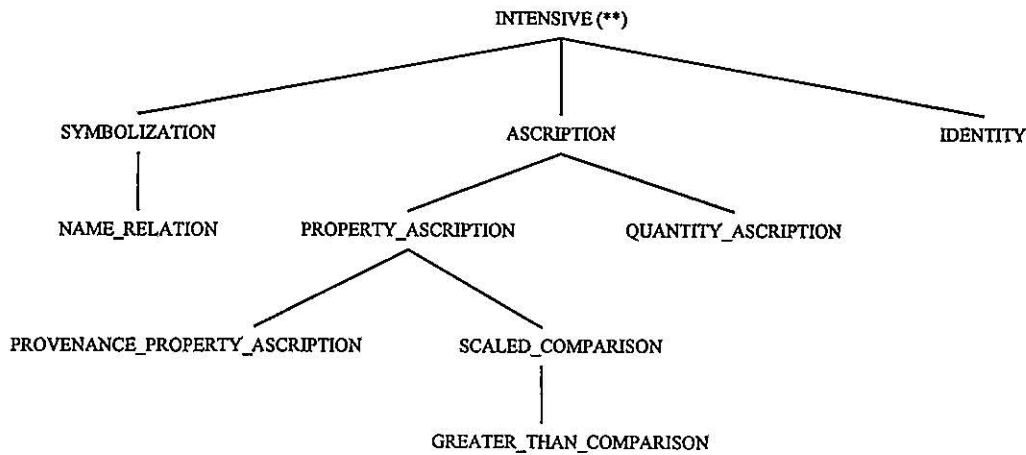 INTENSIVE (**)
SYMBOLIZATION ASCRIPTION IDENTITY
NAME_RELATION PROPERTY_ASCRIPTION QUANTITY_ASCRIPTION
PROVENANCE_PROPERTY_ASCRIPTION SCALED_COMPARISON
GREATER_THAN_COMPARISON